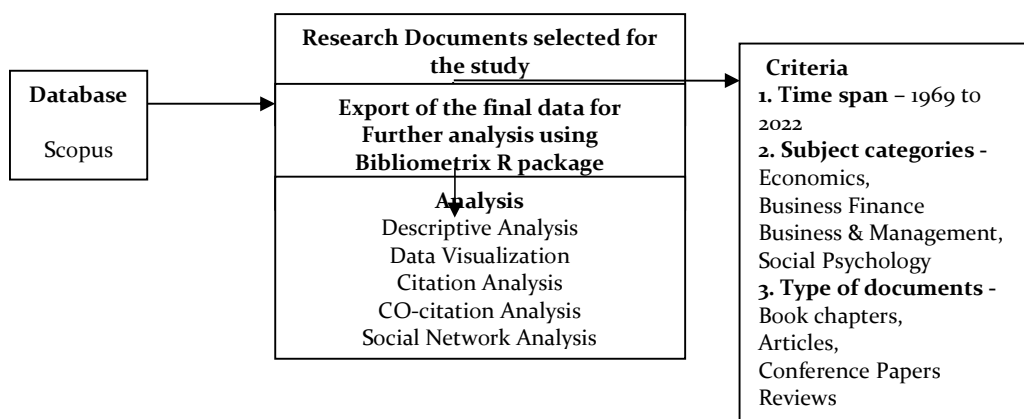 Database
Scopus
Research Documents selected for
the study
Export of the final data for
Further analysis using
Bibliometrix R package
Analysis
Descriptive Analysis
Data Visualization
Citation Analysis
CO-citation Analysis
Social Network Analysis
Criteria
1. Time span – 1969 to
2022
2. Subject categories -
Economics,
Business Finance
Business & Management,
Social Psychology
3. Type of documents -
Book chapters,
Articles,
Conference Papers
Reviews